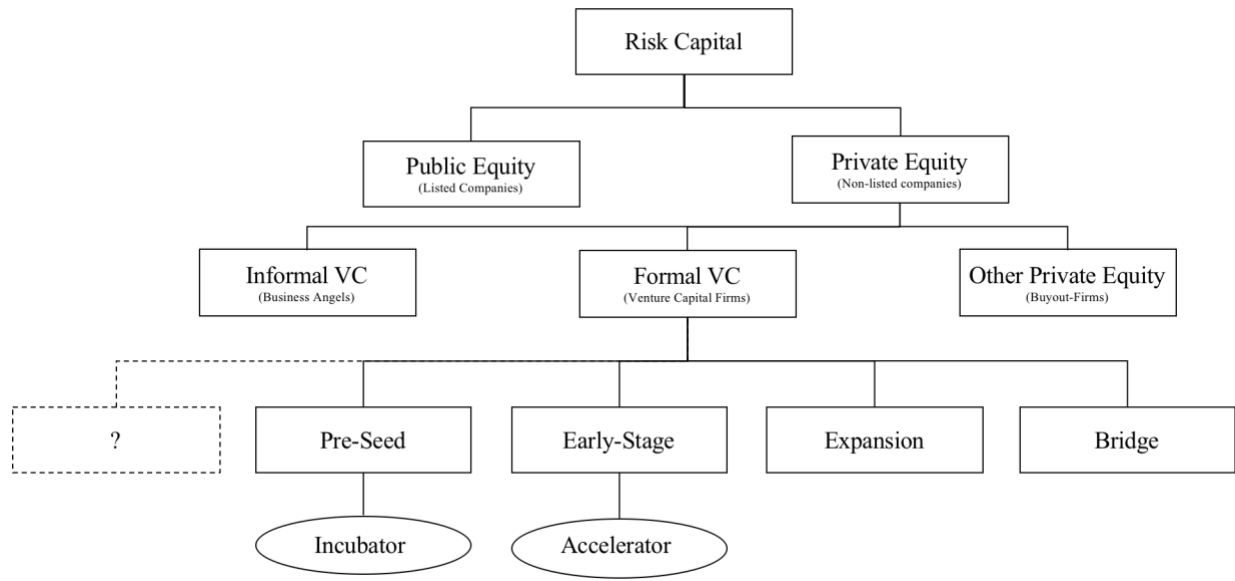 Risk Capital
Public Equity
(Listed Companies)
Private Equity
(Non-listed companies)
Informal VC
(Business Angels)
Formal VC
(Venture Capital Firms)
Other Private Equity
(Buyout-Firms)
?
Pre-Seed
Early-Stage
Expansion
Bridge
Incubator
Accelerator